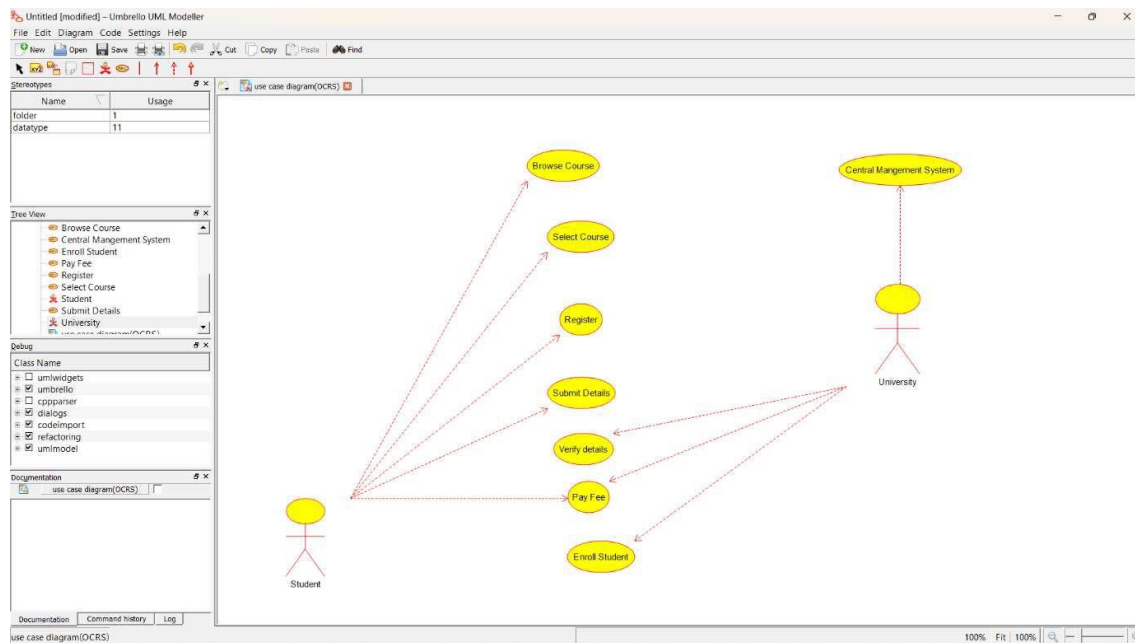 Untitled [modified] – Umbrello UML Modeller
File Edit Diagram Code Settings Help
New Open Save Cut Copy Paste Find
Stereotypes
Name Usage
folder 1
datatype 11
Tree View
Browse Course
Central Mangement System
Enroll Student
Pay Fee
Register
Select Course
Student
Submit Details
University
use case diagram(OCRS)
Debug
Class Name
umlwidgets
umbrello
cppparser
dialogs
codeimport
refactoring
umlmodel
Documentation
use case diagram(OCRS)
Documentation Command history Log
use case diagram(OCRS)
use case diagram(OCRS)
Browse Course
Central Mangement System
Select Course
Register
University
Submit Details
Verify details
Pay Fee
Enroll Student
Student
100% Fit 100%